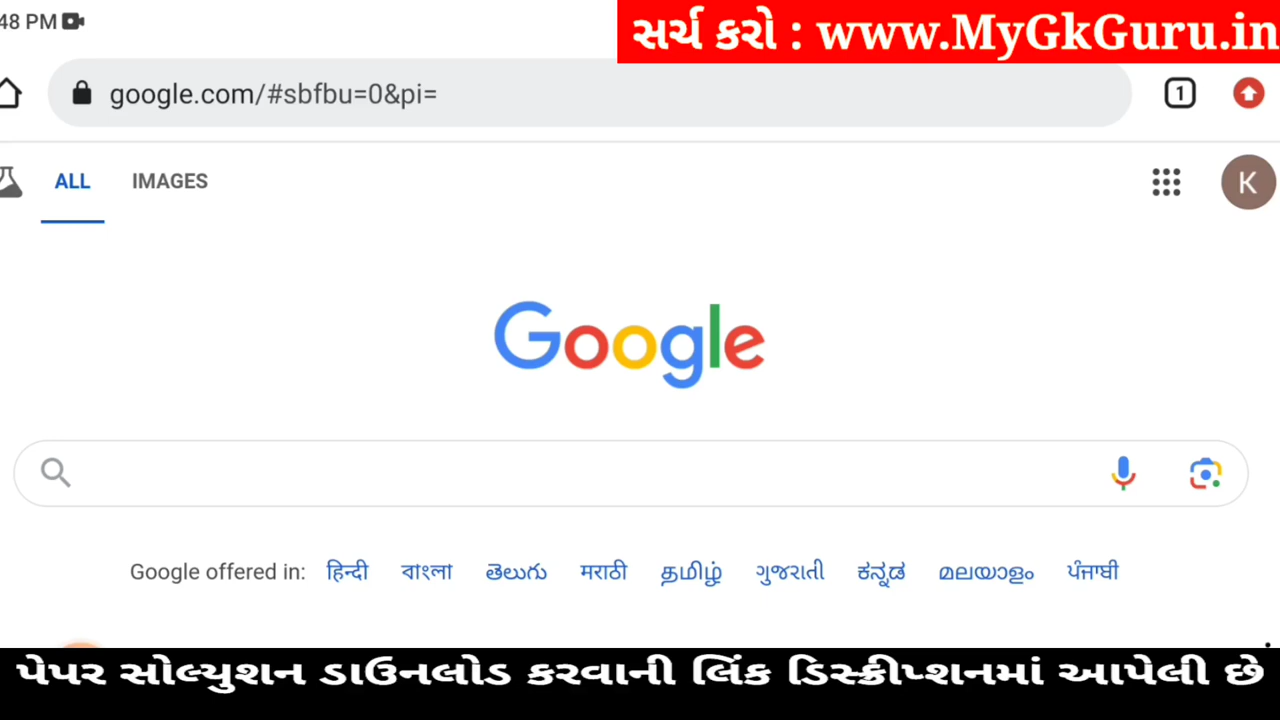 48 PM
સર્ચ કરો : www.MyGkGuru.in
google.com/#sbfbu=0&pi=
1
ALL IMAGES
K
Google
Google offered in: हिन्दी বাংলা తెలుగు मराठी தமிழ் ગુજરાતી ಕನ್ನಡ മലയാളം ਪੰਜਾਬੀ
પેપર સોલ્યુશન ડાઉનલોડ કરવાની લિંક ડિસ્ક્રીપ્શનમાં આપેલી છે